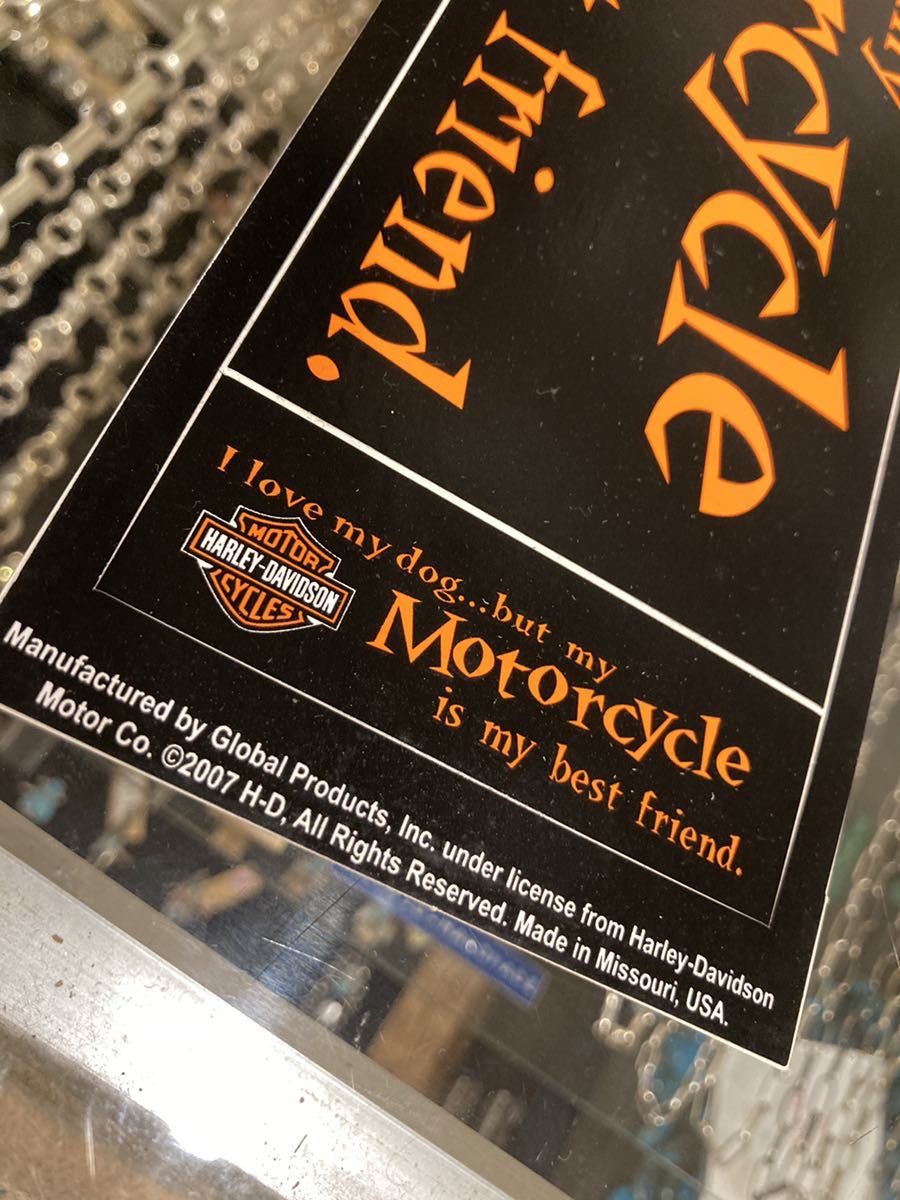 friend.
cycle
I love my dog...but my
Motorcycle
is my best friend.
MOTOR
HARLEY-DAVIDSON
CYCLES
Manufactured by Global Products, Inc. under license from Harley-Davidson
Motor Co. ©2007 H-D, All Rights Reserved. Made in Missouri, USA.